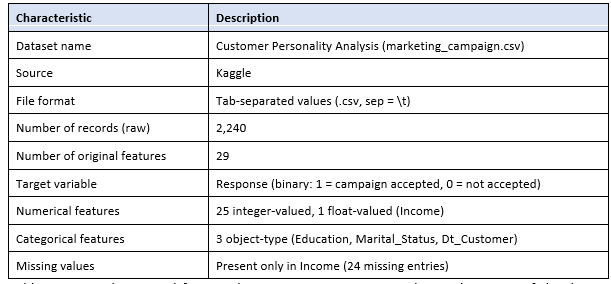 Characteristic Description
Dataset name Customer Personality Analysis (marketing_campaign.csv)
Source Kaggle
File format Tab-separated values (.csv, sep = \t)
Number of records (raw) 2,240
Number of original features 29
Target variable Response (binary: 1 = campaign accepted, 0 = not accepted)
Numerical features 25 integer-valued, 1 float-valued (Income)
Categorical features 3 object-type (Education, Marital_Status, Dt_Customer)
Missing values Present only in Income (24 missing entries)